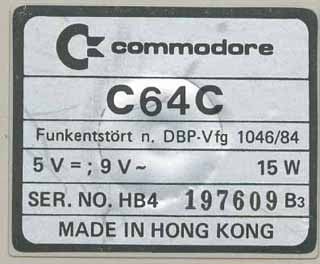 commodore
C64C
Funkentstört n. DBP-Vfg 1046/84
5 V = ; 9 V ~ 15 W
SER. NO. HB4 197609 B3
MADE IN HONG KONG